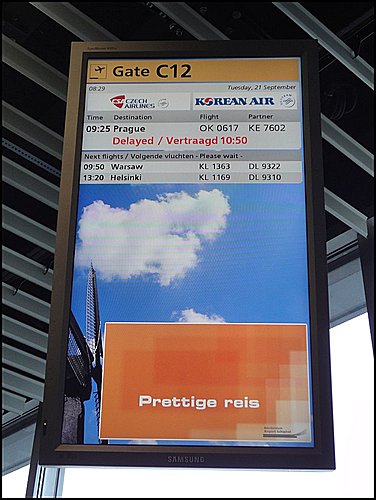 Gate C12
08:29 Tuesday, 21 September
CZECH AIRLINES KOREAN AIR
Time Destination Flight Partner
09:25 Prague OK 0617 KE 7602
Delayed / Vertraagd 10:50
Next flights / Volgende vluchten - Please wait -
09:50 Warsaw KL 1363 DL 9322
13:20 Helsinki KL 1169 DL 9310
Prettige reis
SAMSUNG